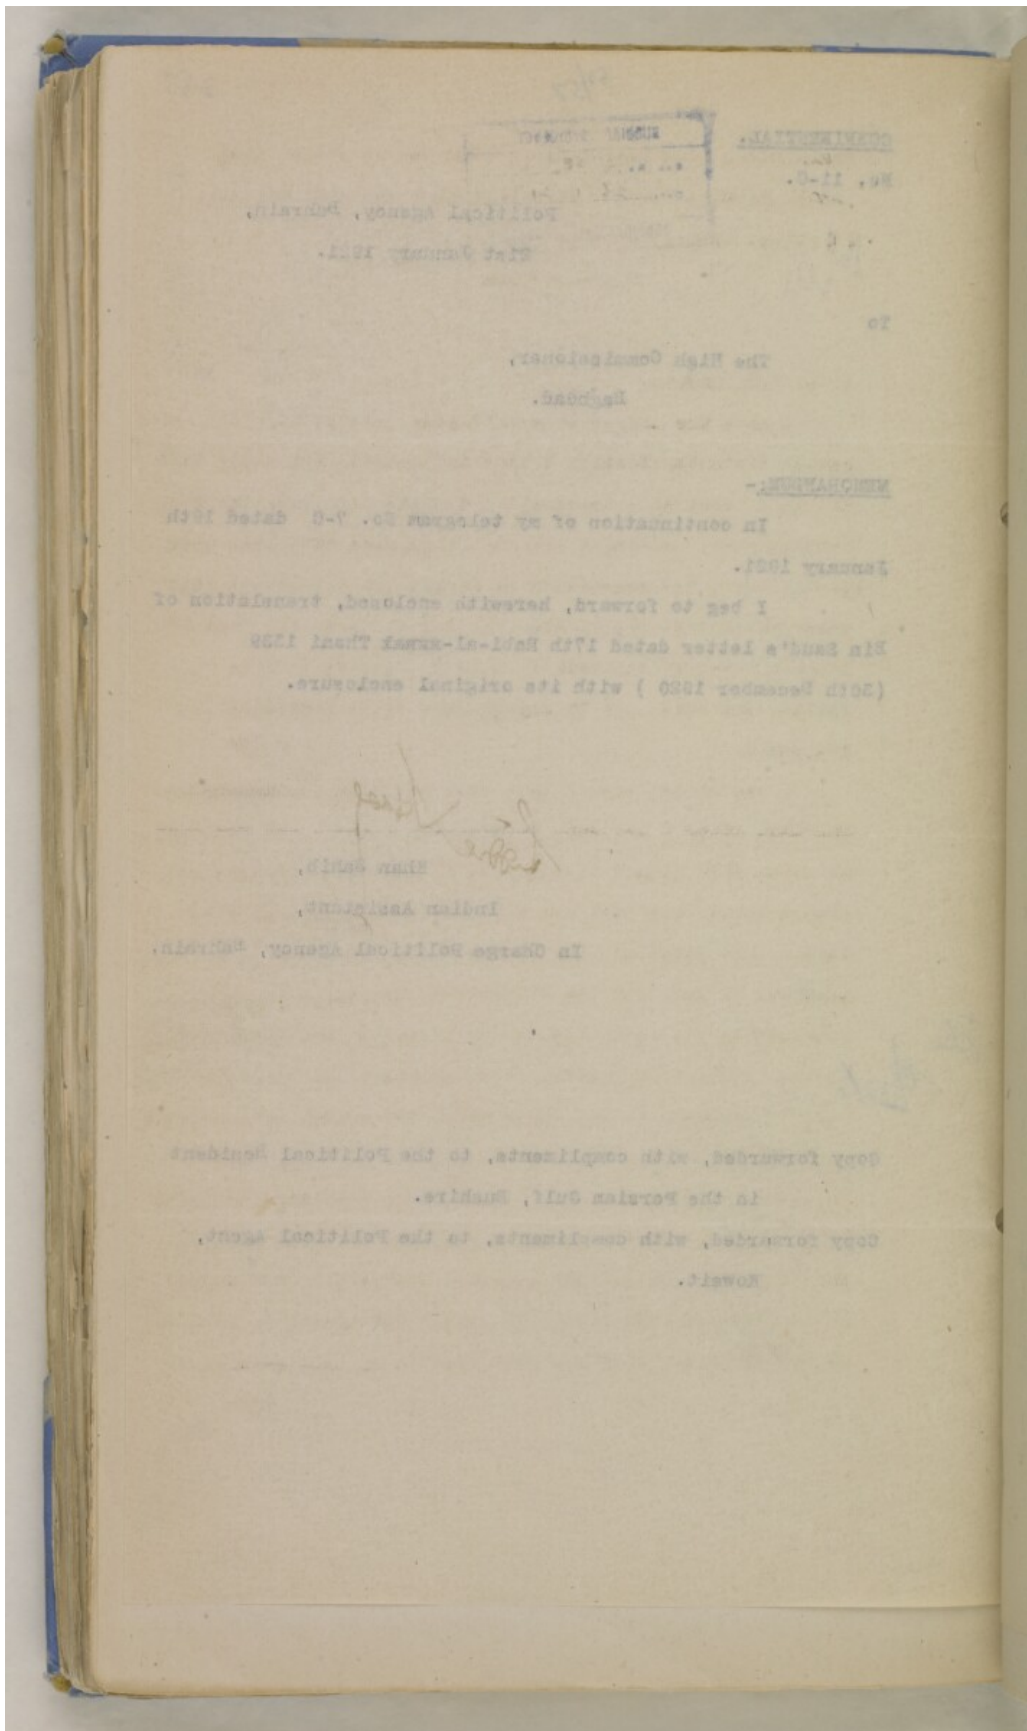 CONFIDENTIAL.
No. 11-C.
Political Agency, Bahrain,
21st January 1921.
To
The High Commissioner,
Baghdad.
MEMORANDUM:-
In continuation of my telegram No. 7-C dated 19th
January 1921.
I beg to forward, herewith enclosed, translation of
Bin Saud's letter dated 17th Rabi-al- Thani 1339
(30th December 1920 ) with its original enclosure.
Khan Sahib,
Indian Assistant,
In Charge Political Agency, Bahrain.
Copy forwarded, with compliments, to the Political Resident
in the Persian Gulf, Bushire.
Copy forwarded, with compliments, to the Political Agent,
Koweit.